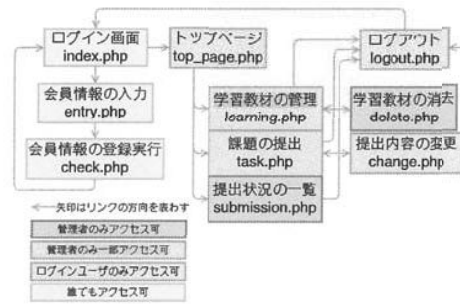 ログイン画面
index.php
トップページ
top_page.php
ログアウト
logout.php
会員情報の入力
entry.php
学習教材の管理
learning.php
学習教材の消去
delete.php
会員情報の登録実行
check.php
課題の提出
task.php
提出内容の変更
change.php
提出状況の一覧
submission.php
矢印はリンクの方向を表わす
管理者のみアクセス可
管理者のみ一部アクセス可
ログインユーザのみアクセス可
誰でもアクセス可